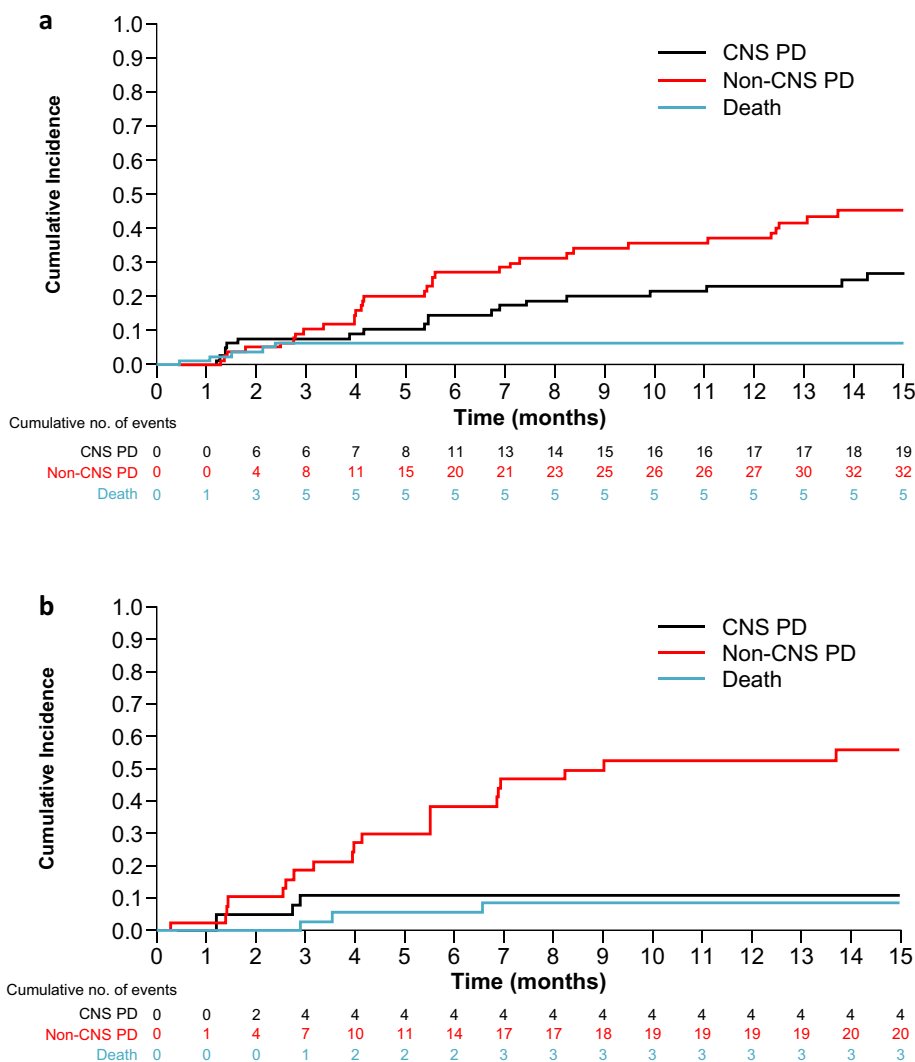 a
1.0
0.9
0.8
0.7
0.6
0.5
0.4
0.3
0.2
0.1
0.0
Cumulative Incidence
CNS PD
Non-CNS PD
Death
0 1 2 3 4 5 6 7 8 9 10 11 12 13 14 15
Time (months)
Cumulative no. of events
CNS PD 0 0 6 6 7 8 11 13 14 15 16 16 17 17 18 19
Non-CNS PD 0 0 4 8 11 15 20 21 23 25 26 26 27 30 32 32
Death 0 1 3 5 5 5 5 5 5 5 5 5 5 5 5 5
b
1.0
0.9
0.8
0.7
0.6
0.5
0.4
0.3
0.2
0.1
0.0
Cumulative Incidence
CNS PD
Non-CNS PD
Death
0 1 2 3 4 5 6 7 8 9 10 11 12 13 14 15
Time (months)
Cumulative no. of events
CNS PD 0 0 2 4 4 4 4 4 4 4 4 4 4 4 4 4
Non-CNS PD 0 1 4 7 10 11 14 17 17 18 19 19 19 19 20 20
Death 0 0 0 1 2 2 2 3 3 3 3 3 3 3 3 3